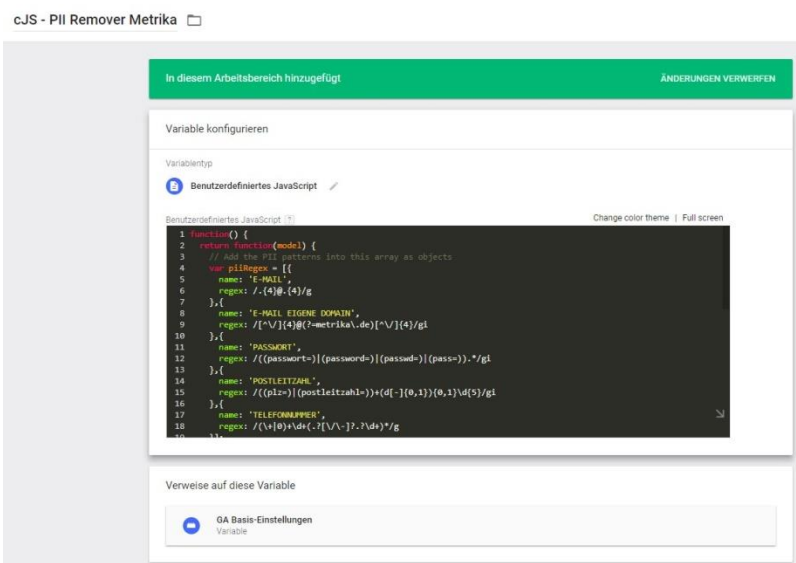 cJS - PII Remover Metrika
In diesem Arbeitsbereich hinzugefügt ÄNDERUNGEN VERWERFEN
Variable konfigurieren
Variablentyp
Benutzerdefiniertes JavaScript
Benutzerdefiniertes JavaScript ? Change color theme | Full screen
1 function() {
2 return function(model) {
3 // Add the PII patterns into this array as objects
4 var piiRegex = [{
5 name: 'E-MAIL',
6 regex: /.{4}@.{4}/g
7 },{
8 name: 'E-MAIL EIGENE DOMAIN',
9 regex: /[^\/]{4}@(?=metrika\.de)[^\/]{4}/gi
10 },{
11 name: 'PASSWORT',
12 regex: /((passwort=)|(password=)|(passwd=)|(pass=)).*/gi
13 },{
14 name: 'POSTLEITZAHL',
15 regex: /((plz=)|(postleitzahl=))+(d[-]{0,1}){0,1}\d{5}/gi
16 },{
17 name: 'TELEFONNUMMER',
18 regex: /(\+|0)+\d+(.?[\/\-]?.?\d+)*/g
19 }];
Verweise auf diese Variable
GA Basis-Einstellungen
Variable